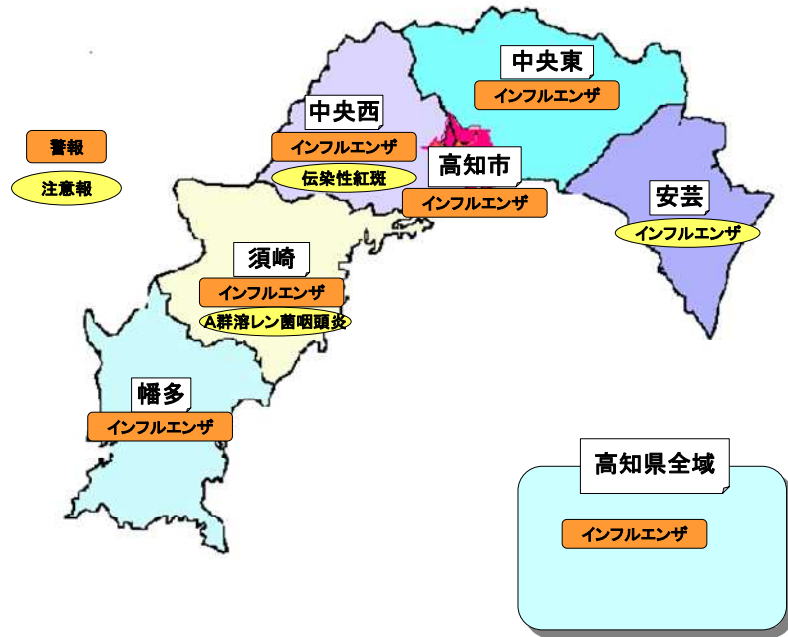 中央東
インフルエンザ
中央西
インフルエンザ
伝染性紅斑
警報
注意報
高知市
インフルエンザ
安芸
インフルエンザ
須崎
インフルエンザ
A群溶レン菌咽頭炎
幡多
インフルエンザ
高知県全域
インフルエンザ